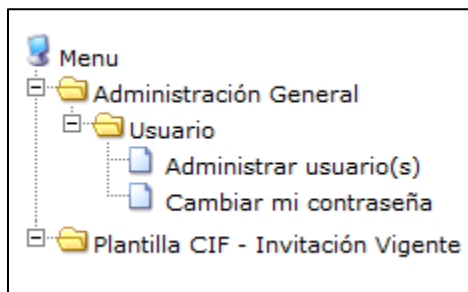 Menu
Administración General
Usuario
Administrar usuario(s)
Cambiar mi contraseña
Plantilla CIF - Invitación Vigente